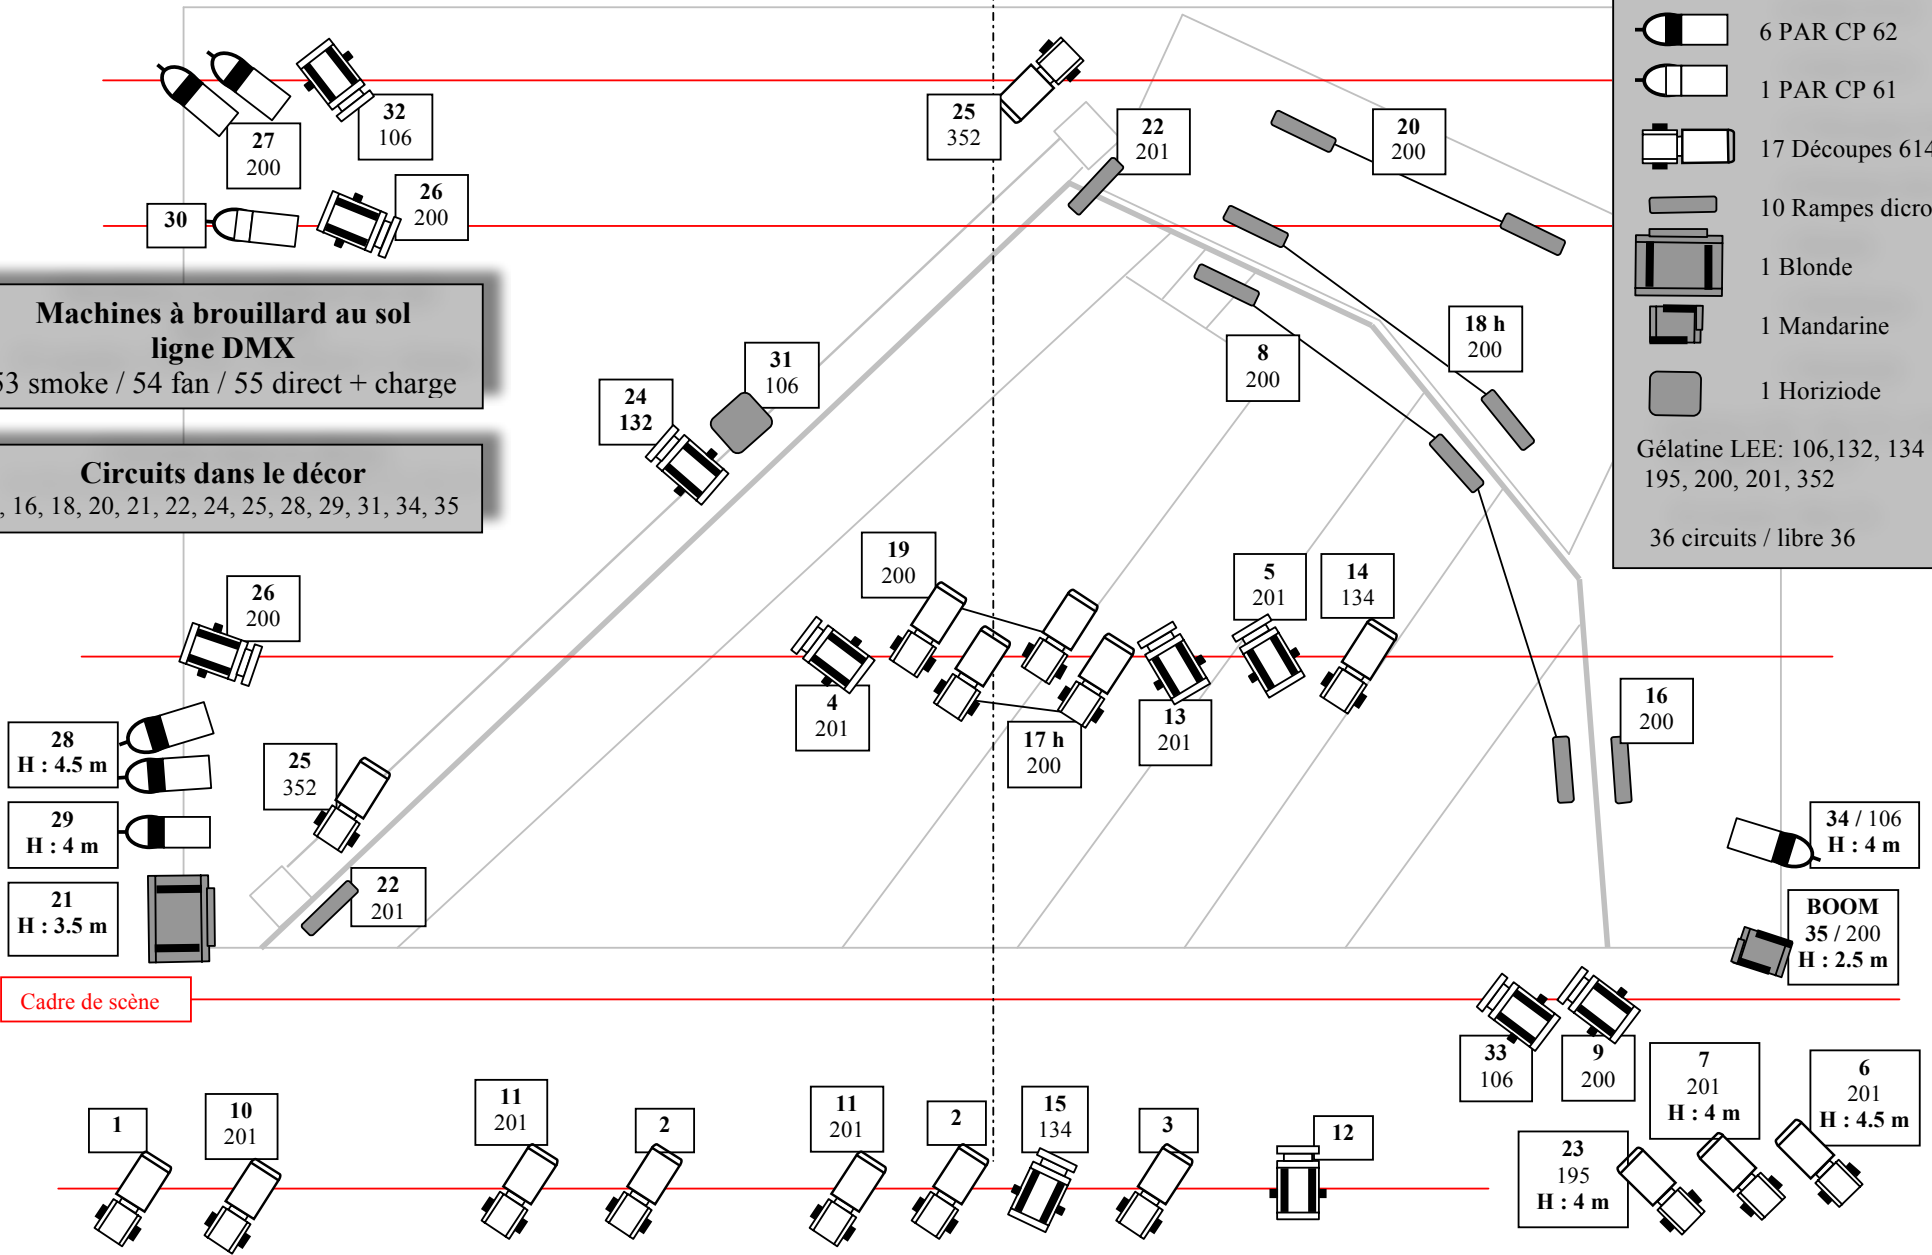 6 PAR CP 62
1 PAR CP 61
17 Découpes 614
10 Rampes dicro
1 Blonde
1 Mandarine
1 Horiziode
Gélatine LEE: 106,132, 134
195, 200, 201, 352
36 circuits / libre 36
27
200
32
106
25
352
22
201
20
200
30
26
200
Machines à brouillard au sol
ligne DMX
53 smoke / 54 fan / 55 direct + charge
18 h
200
8
200
31
106
24
132
Circuits dans le décor
, 16, 18, 20, 21, 22, 24, 25, 28, 29, 31, 34, 35
19
200
5
201
14
134
26
200
4
201
13
201
17 h
200
16
200
28
H : 4.5 m
25
352
29
H : 4 m
34 / 106
H : 4 m
21
H : 3.5 m
22
201
BOOM
35 / 200
H : 2.5 m
Cadre de scène
33
106
9
200
7
201
H : 4 m
6
201
H : 4.5 m
1
10
201
11
201
2
11
201
2
15
134
3
12
23
195
H : 4 m